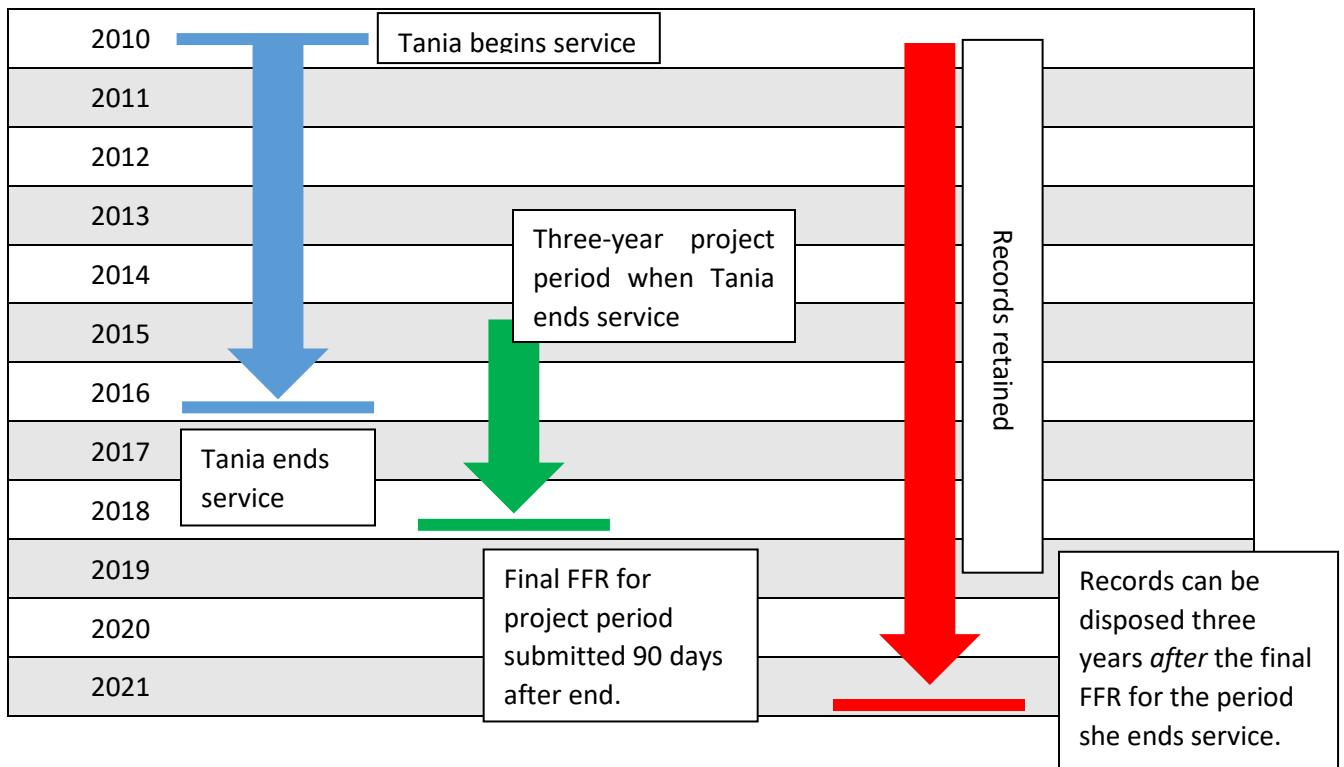 2010
Tania begins service
2011
2012
2013
Three-year project
period when Tania
ends service
2014
2015
2016
2017
Tania ends
service
2018
2019
2020
2021
Records retained
Final FFR for
project period
submitted 90 days
after end.
Records can be
disposed three
years after the final
FFR for the period
she ends service.